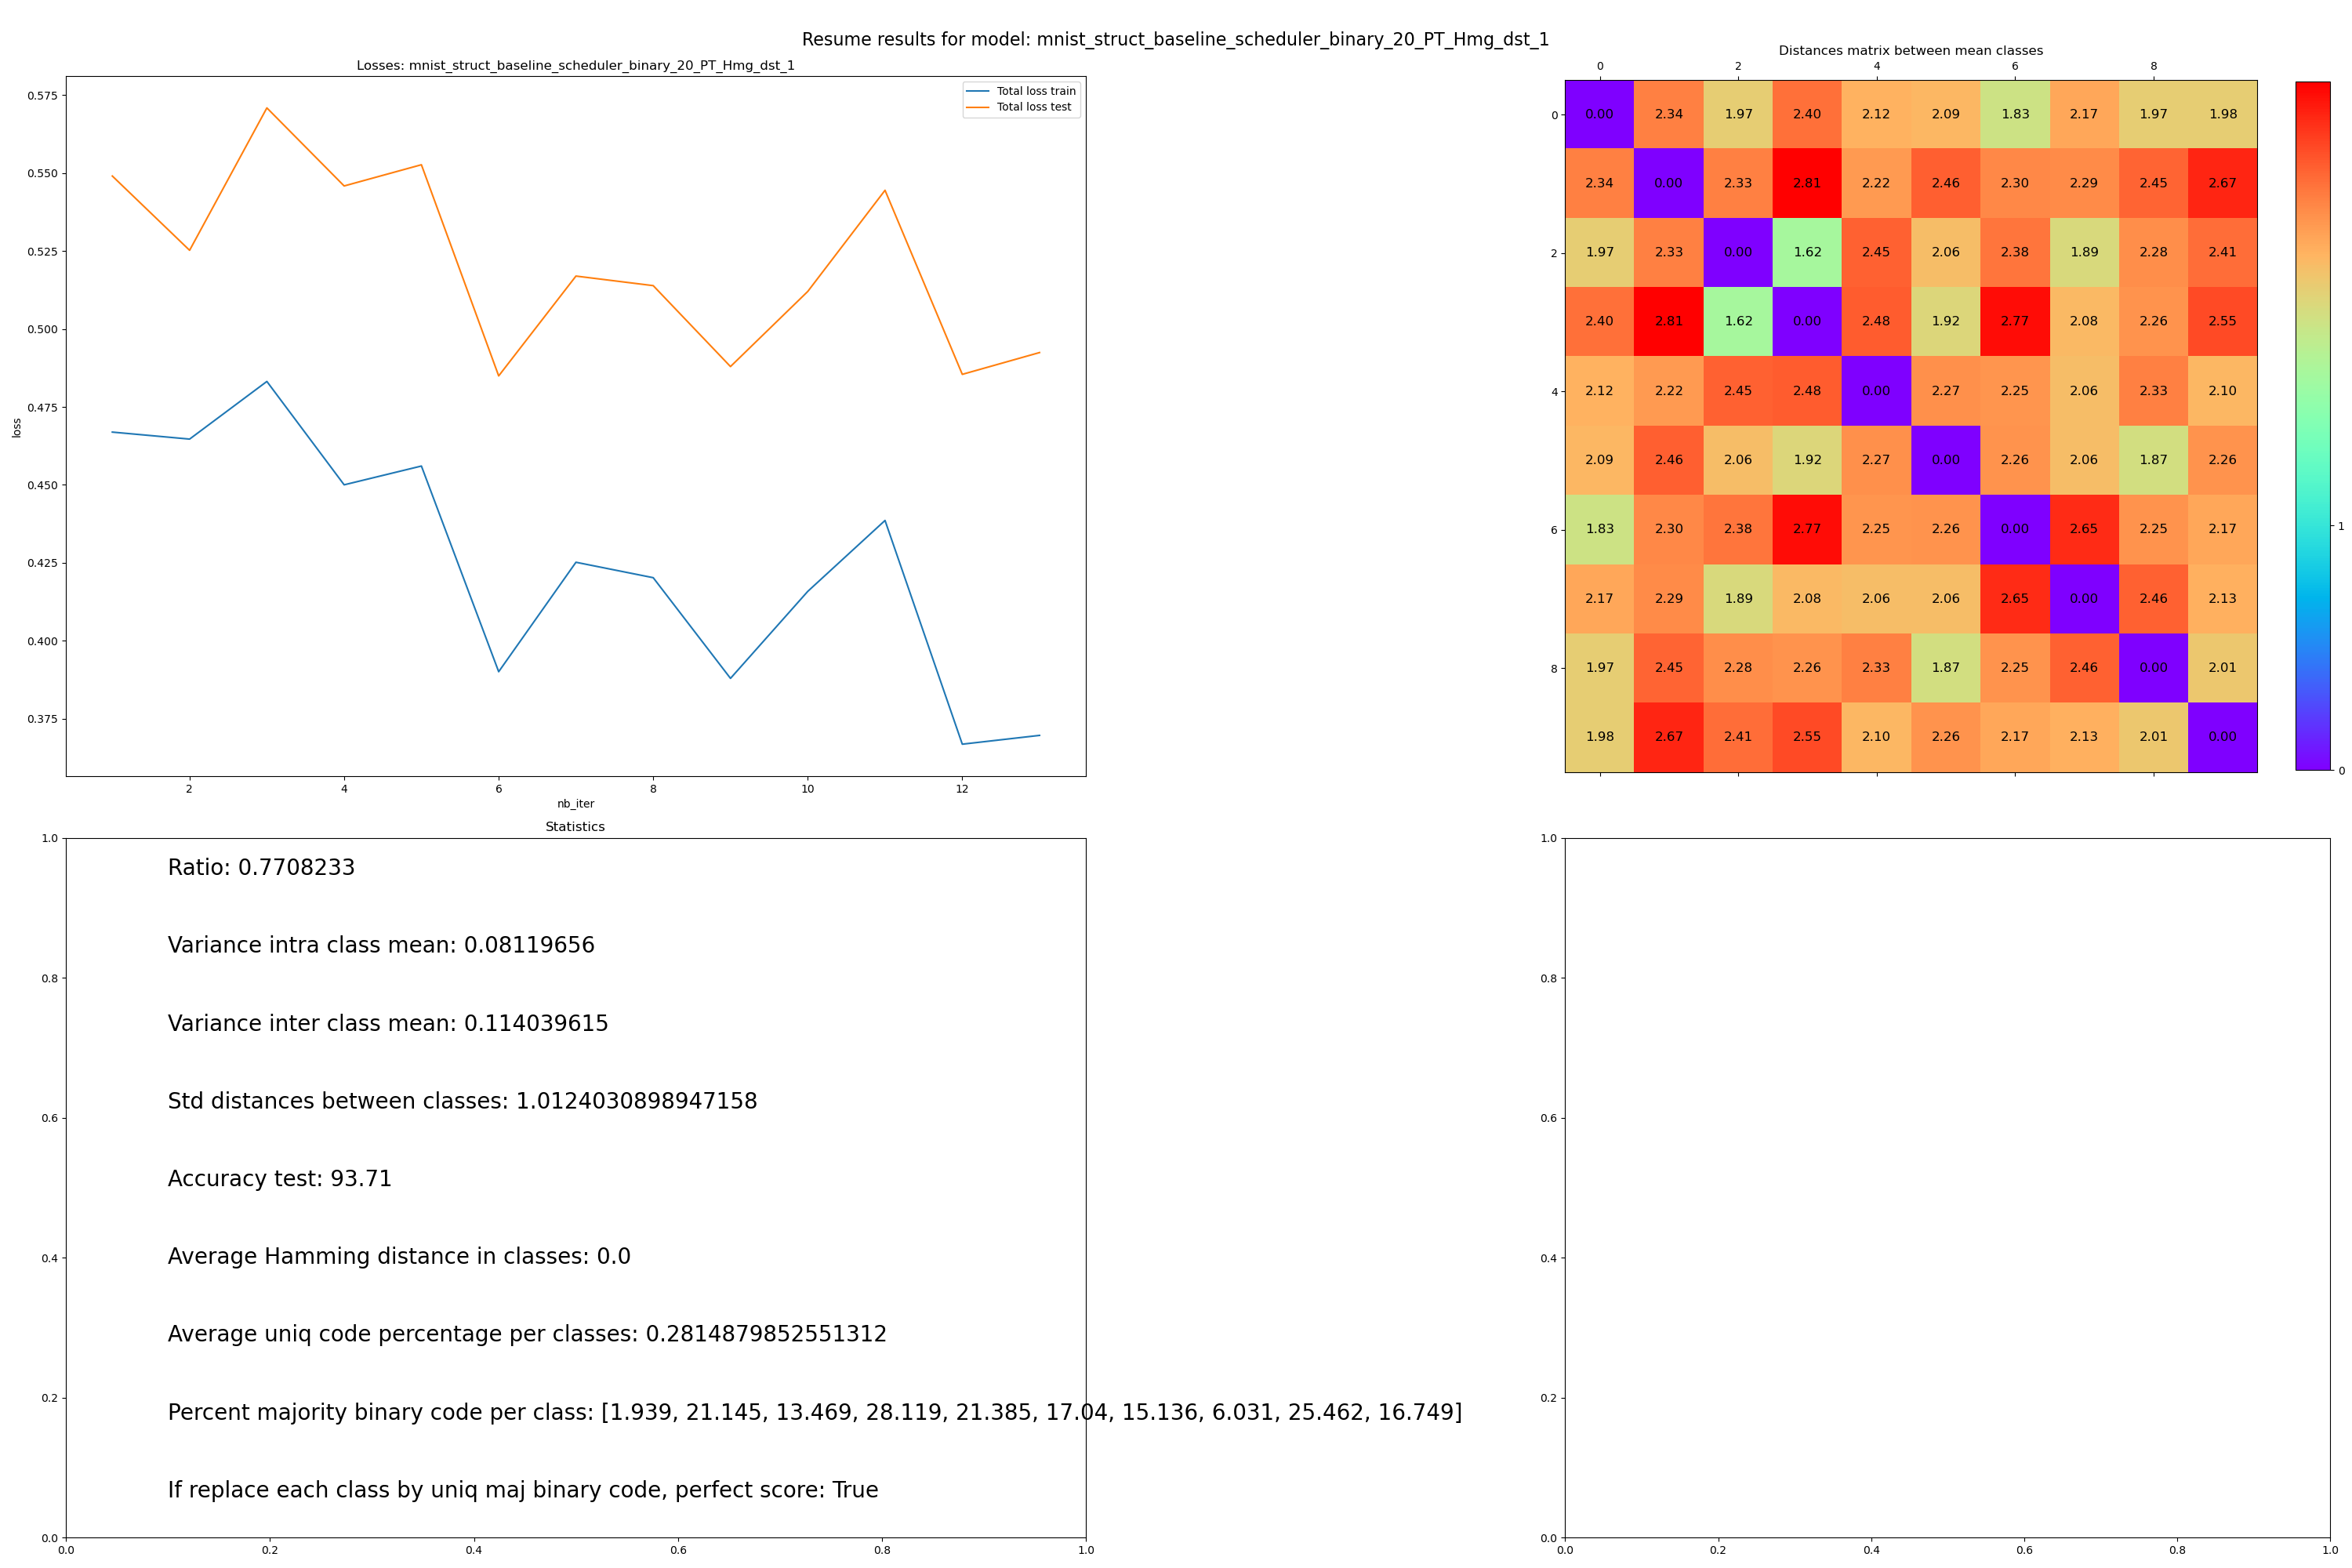 Resume results for model: mnist_struct_baseline_scheduler_binary_20_PT_Hmg_dst_1
Losses: mnist_struct_baseline_scheduler_binary_20_PT_Hmg_dst_1
Total loss train
Total loss test
0.575
0.550
0.525
0.500
0.475
0.450
0.425
0.400
0.375
loss
2 4 6 8 10 12
nb_iter
Distances matrix between mean classes
0 2 4 6 8
0 0.00 2.34 1.97 2.40 2.12 2.09 1.83 2.17 1.97 1.98
2.34 0.00 2.33 2.81 2.22 2.46 2.30 2.29 2.45 2.67
2 1.97 2.33 0.00 1.62 2.45 2.06 2.38 1.89 2.28 2.41
2.40 2.81 1.62 0.00 2.48 1.92 2.77 2.08 2.26 2.55
4 2.12 2.22 2.45 2.48 0.00 2.27 2.25 2.06 2.33 2.10
2.09 2.46 2.06 1.92 2.27 0.00 2.26 2.06 1.87 2.26
6 1.83 2.30 2.38 2.77 2.25 2.26 0.00 2.65 2.25 2.17
2.17 2.29 1.89 2.08 2.06 2.06 2.65 0.00 2.46 2.13
8 1.97 2.45 2.28 2.26 2.33 1.87 2.25 2.46 0.00 2.01
1.98 2.67 2.41 2.55 2.10 2.26 2.17 2.13 2.01 0.00
1
0
Statistics
Ratio: 0.7708233
Variance intra class mean: 0.08119656
Variance inter class mean: 0.114039615
Std distances between classes: 1.0124030898947158
Accuracy test: 93.71
Average Hamming distance in classes: 0.0
Average uniq code percentage per classes: 0.2814879852551312
Percent majority binary code per class: [1.939, 21.145, 13.469, 28.119, 21.385, 17.04, 15.136, 6.031, 25.462, 16.749]
If replace each class by uniq maj binary code, perfect score: True
1.0
0.8
0.6
0.4
0.2
0.0
0.0 0.2 0.4 0.6 0.8 1.0
1.0
0.8
0.6
0.4
0.2
0.0
0.0 0.2 0.4 0.6 0.8 1.0